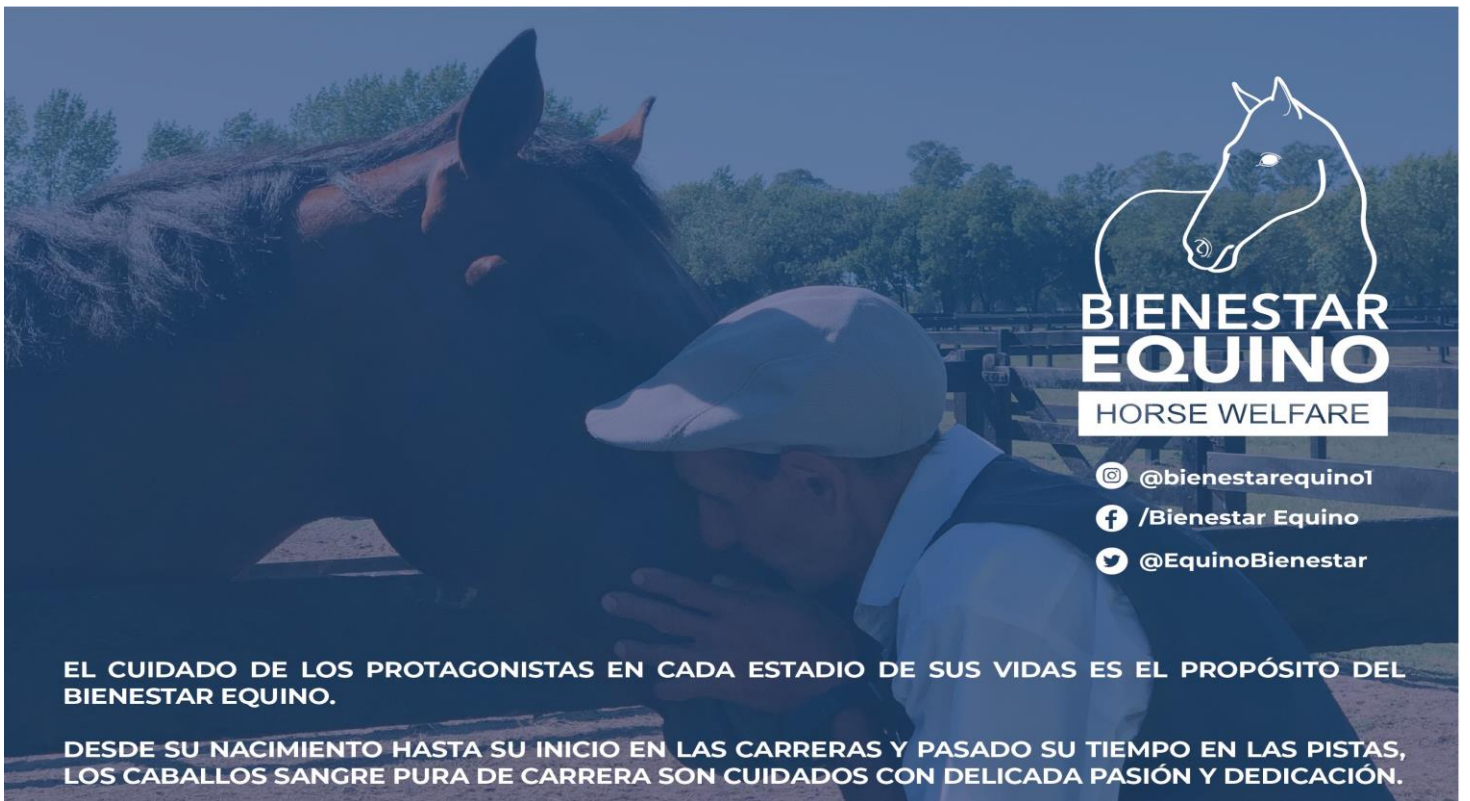 BIENESTAR
EQUINO
HORSE WELFARE
@bienestarequino1
/Bienestar Equino
@EquinoBienestar
EL CUIDADO DE LOS PROTAGONISTAS EN CADA ESTADIO DE SUS VIDAS ES EL PROPÓSITO DEL
BIENESTAR EQUINO.
DESDE SU NACIMIENTO HASTA SU INICIO EN LAS CARRERAS Y PASADO SU TIEMPO EN LAS PISTAS,
LOS CABALLOS SANGRE PURA DE CARRERA SON CUIDADOS CON DELICADA PASIÓN Y DEDICACIÓN.